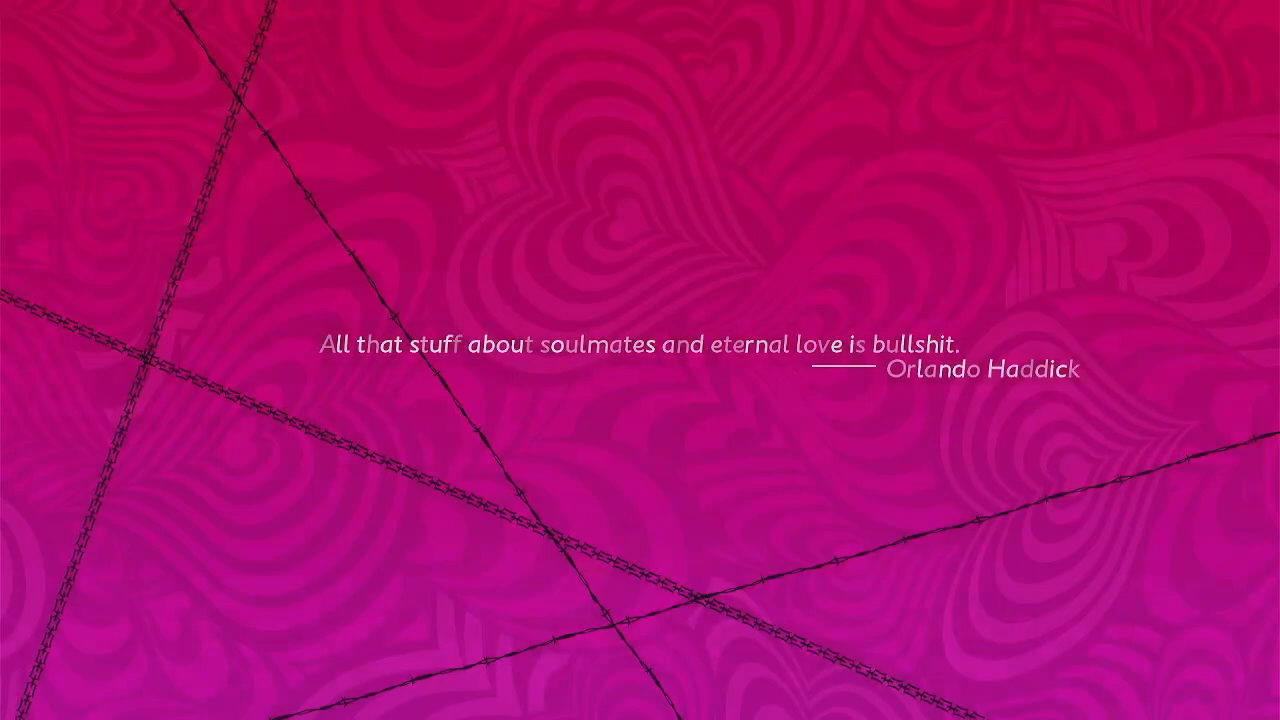 All that stuff about soulmates and eternal love is bullshit.
Orlando Haddick